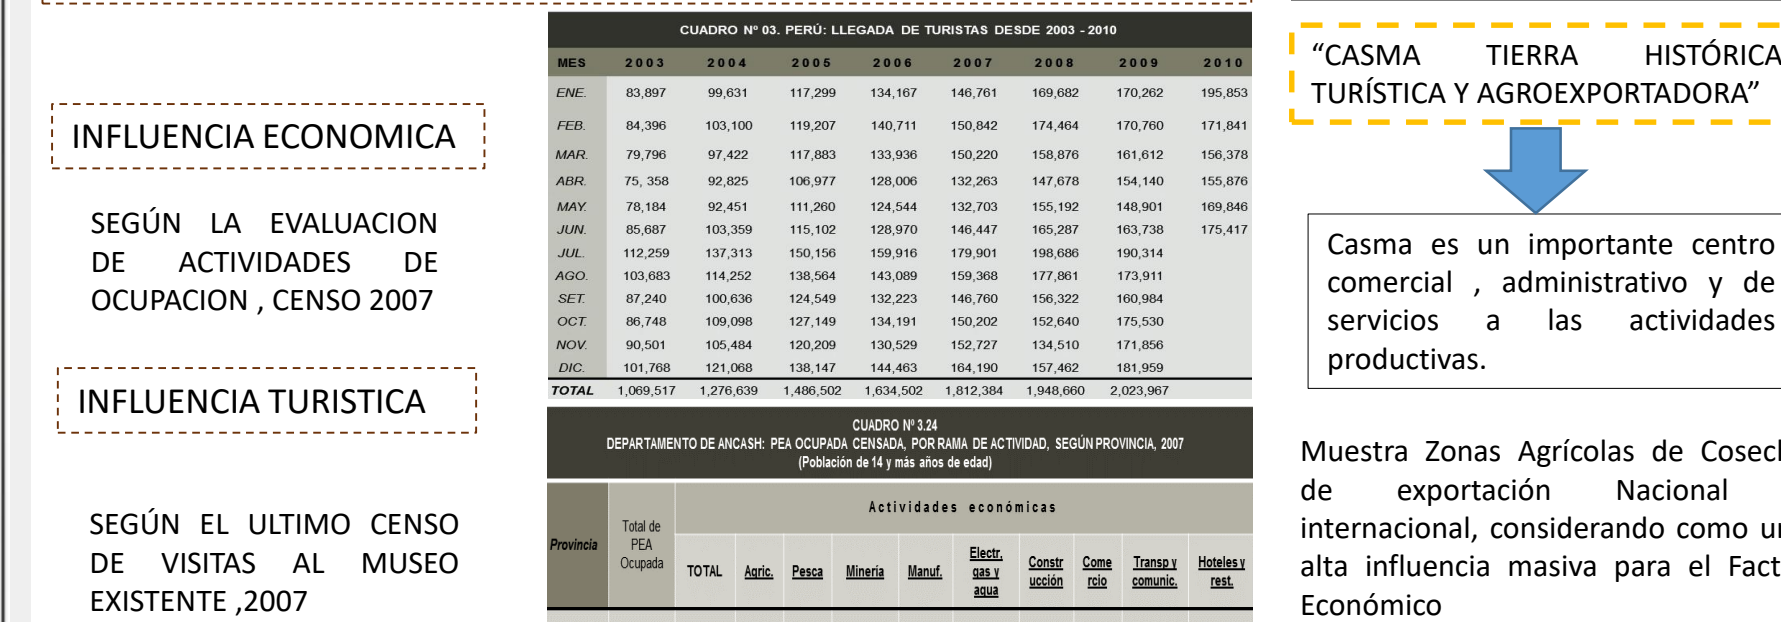 INFLUENCIA ECONOMICA
SEGÚN LA EVALUACION
DE ACTIVIDADES DE
OCUPACION , CENSO 2007
INFLUENCIA TURISTICA
SEGÚN EL ULTIMO CENSO
DE VISITAS AL MUSEO
EXISTENTE ,2007
CUADRO Nº 03. PERÚ: LLEGADA DE TURISTAS DESDE 2003 - 2010
MES 2003 2004 2005 2006 2007 2008 2009 2010
ENE. 83,897 99,631 117,299 134,167 146,761 169,682 170,262 195,853
FEB. 84,396 103,100 119,207 140,711 150,842 174,464 170,760 171,841
MAR. 79,796 97,422 117,883 133,936 150,220 158,876 161,612 156,378
ABR. 75, 358 92,825 106,977 128,006 132,263 147,678 154,140 155,876
MAY. 78,184 92,451 111,260 124,544 132,703 155,192 148,901 169,846
JUN. 85,687 103,359 115,102 128,970 146,447 165,287 163,738 175,417
JUL. 112,259 137,313 150,156 159,916 179,901 198,686 190,314
AGO. 103,683 114,252 138,564 143,089 159,368 177,861 173,911
SET. 87,240 100,636 124,549 132,223 146,760 156,322 160,984
OCT. 86,748 109,098 127,149 134,191 150,202 152,640 175,530
NOV. 90,501 105,484 120,209 130,529 152,727 134,510 171,856
DIC. 101,768 121,068 138,147 144,463 164,190 157,462 181,959
TOTAL 1,069,517 1,276,639 1,486,502 1,634,502 1,812,384 1,948,660 2,023,967
CUADRO Nº 3.24
DEPARTAMENTO DE ANCASH: PEA OCUPADA CENSADA, POR RAMA DE ACTIVIDAD, SEGÚN PROVINCIA, 2007
(Población de 14 y más años de edad)
Provincia
Total de
PEA
Ocupada
Actividades económicas
TOTAL
Agric.
Pesca
Mineria
Manuf.
Electr.
gas y
agua
Constr
ucción
Come
rcio
Transp y
comunic.
Hoteles y
rest.
“CASMA TIERRA HISTÓRICA
TURÍSTICA Y AGROEXPORTADORA”
Casma es un importante centro
comercial , administrativo y de
servicios a las actividades
productivas.
Muestra Zonas Agrícolas de Cosech
de exportación Nacional
internacional, considerando como un
alta influencia masiva para el Fact
Económico